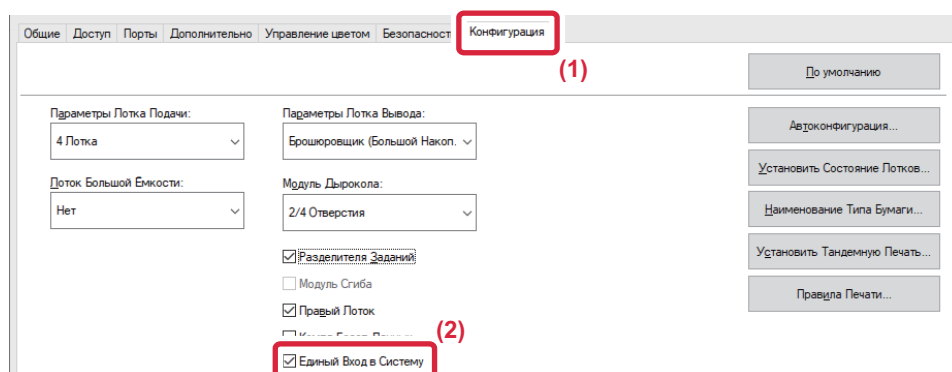 Общие Доступ Порты Дополнительно Управление цветом Безопасност Конфигурация
(1)
По умолчанию
Параметры Лотка Подачи: Параметры Лотка Вывода:
4 Лотка Брошюровщик (Большой Накоп. Автоконфигурация...
Лоток Большой Ёмкости: Модуль Дырокола: Установить Состояние Лотков...
Нет 2/4 Отверстия Наименование Типа Бумаги...
Разделителя Заданий Установить Тандемную Печать...
Модуль Сгиба
Правый Лоток Правила Печати...
(2)
Единый Вход в Систему